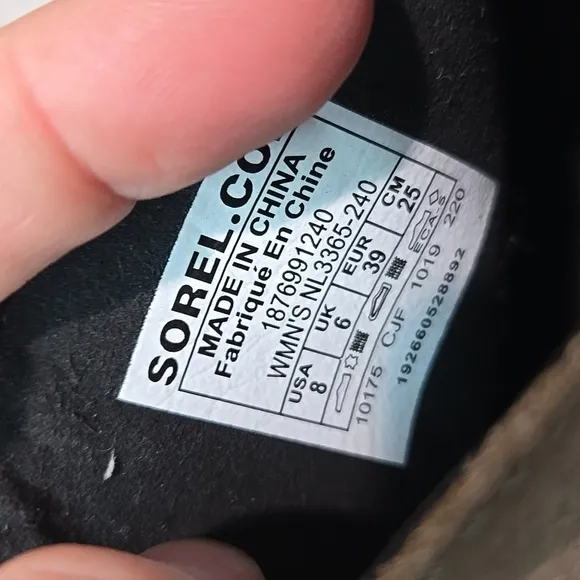 SOREL.CO
MADE IN CHINA
Fabriqué En Chine
18769991240
WMN'S NL3365-240
USA UK EUR CM
8 6 39 25
10175 CJF 1019 220
192660528892